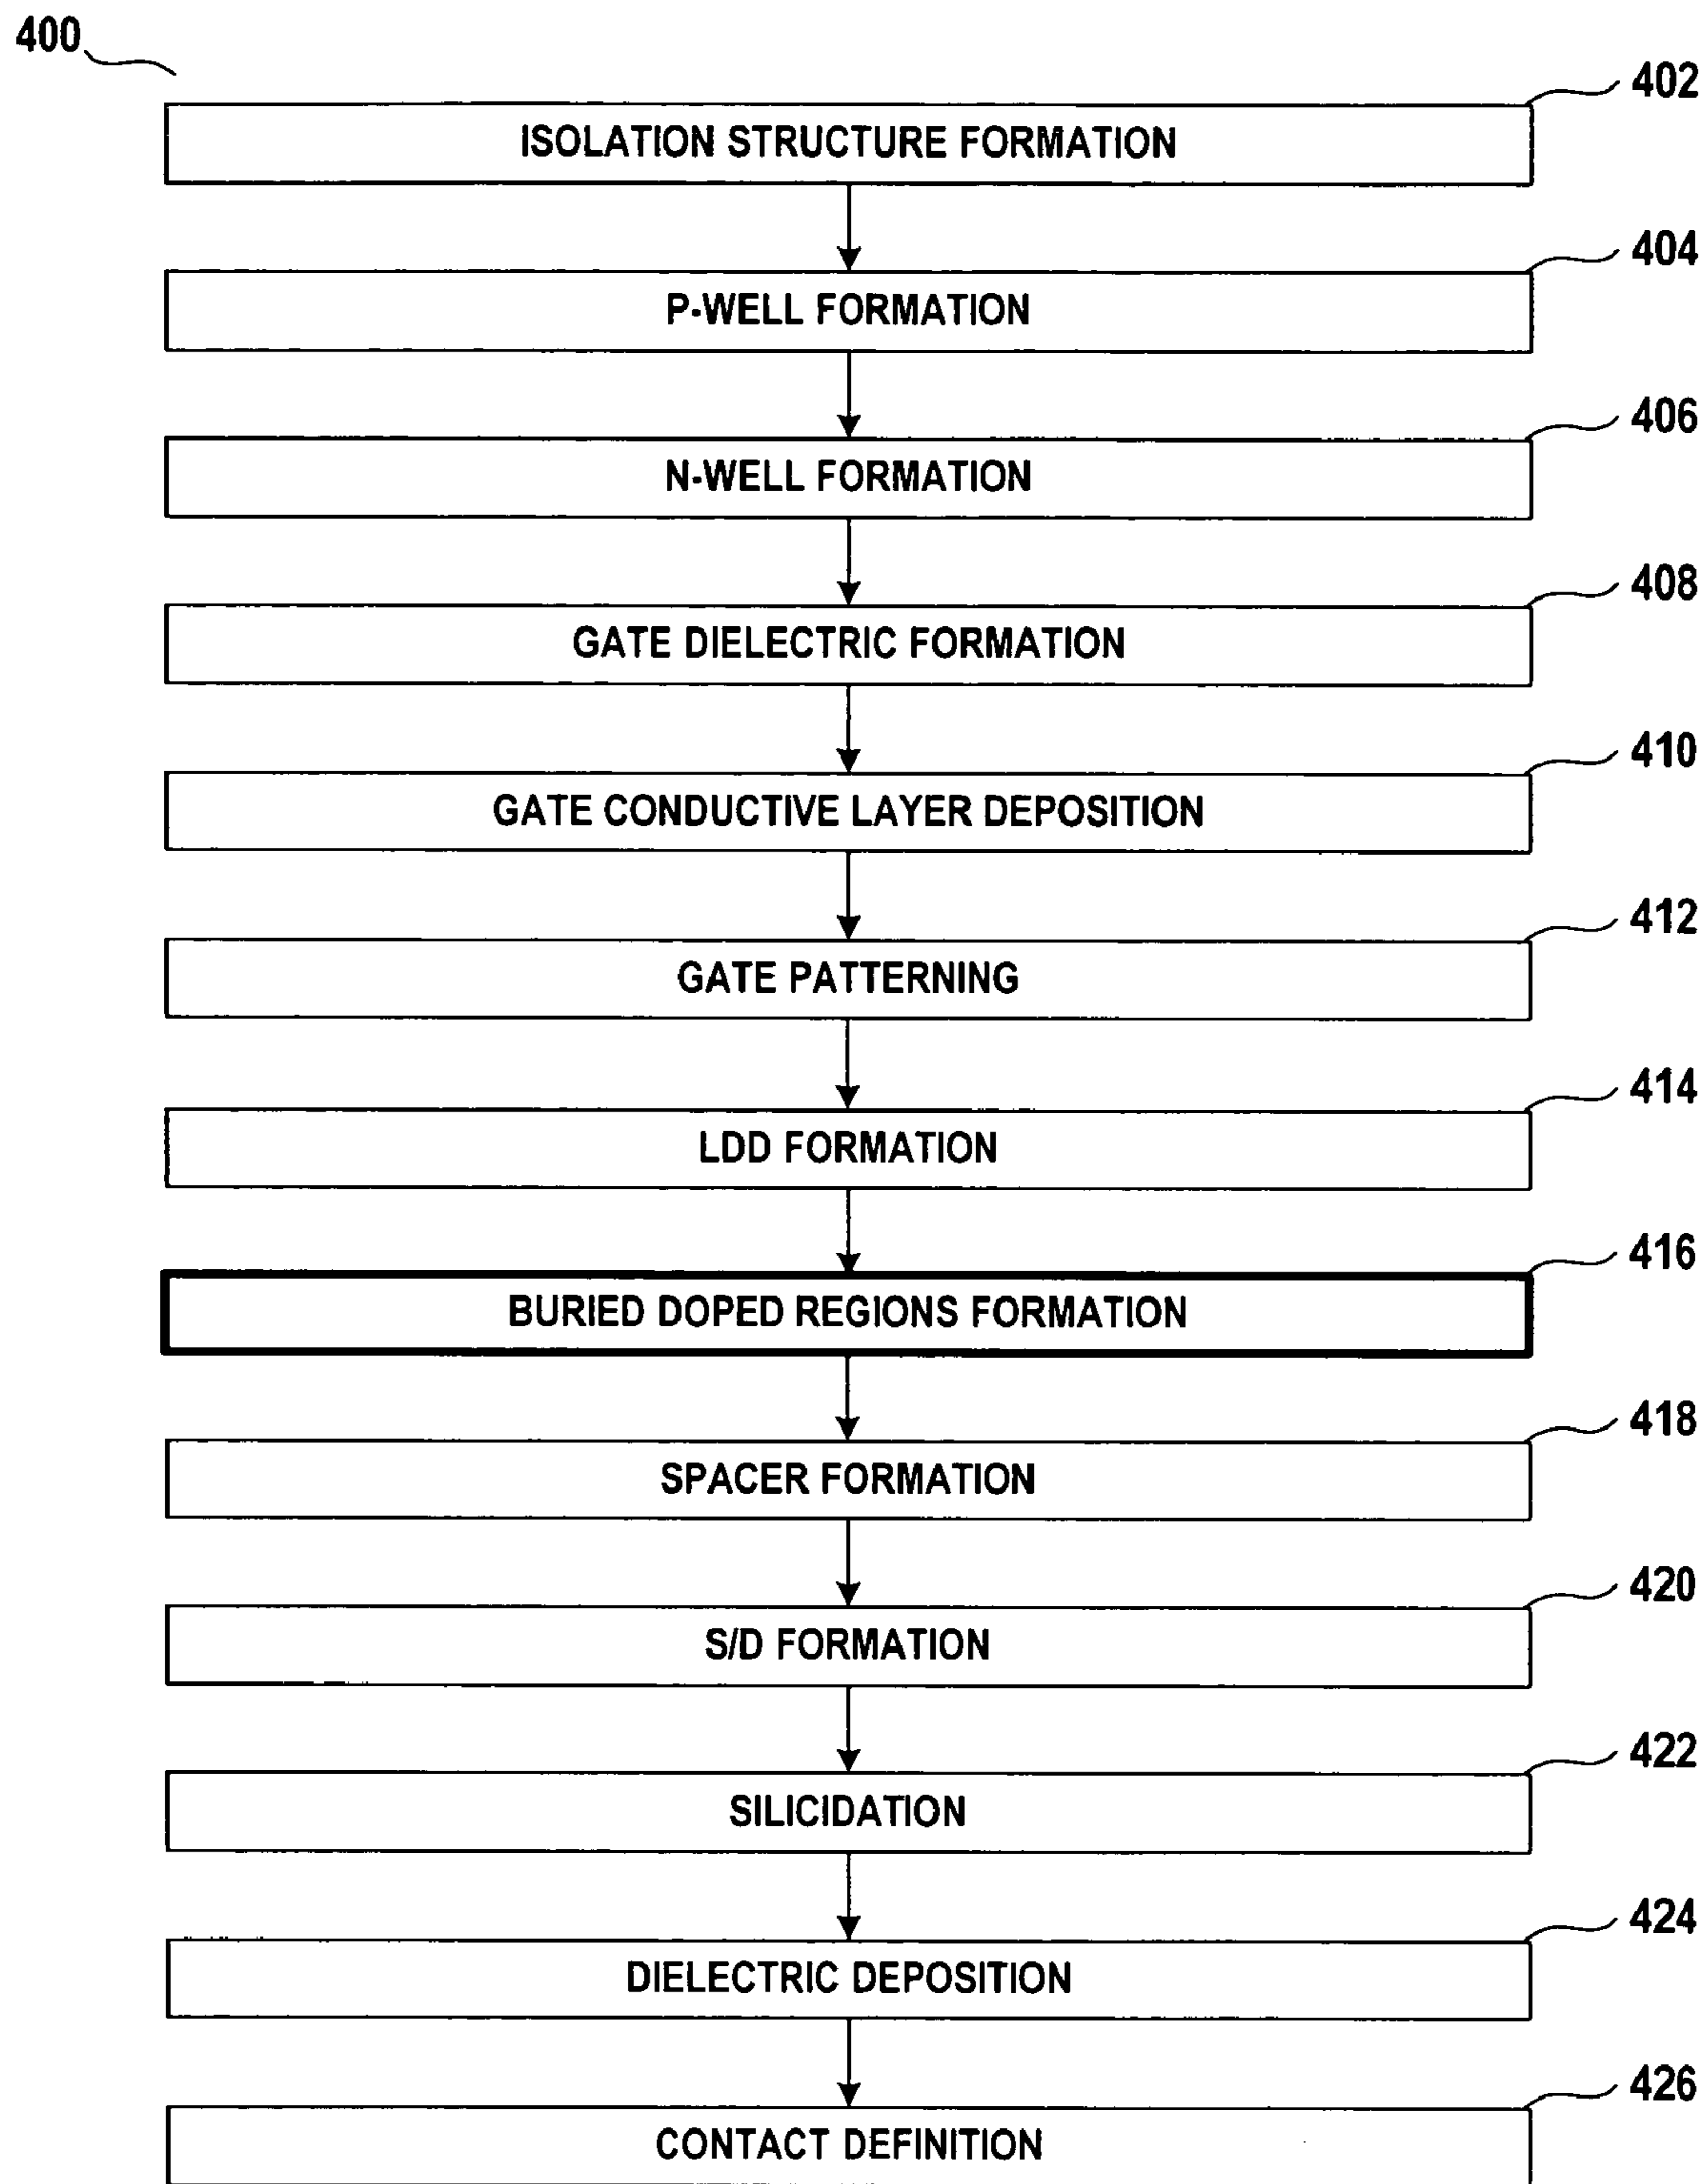 400
402
ISOLATION STRUCTURE FORMATION
404
P-WELL FORMATION
406
N-WELL FORMATION
408
GATE DIELECTRIC FORMATION
410
GATE CONDUCTIVE LAYER DEPOSITION
412
GATE PATTERNING
414
LDD FORMATION
416
BURIED DOPED REGIONS FORMATION
418
SPACER FORMATION
420
S/D FORMATION
422
SILICIDATION
424
DIELECTRIC DEPOSITION
426
CONTACT DEFINITION